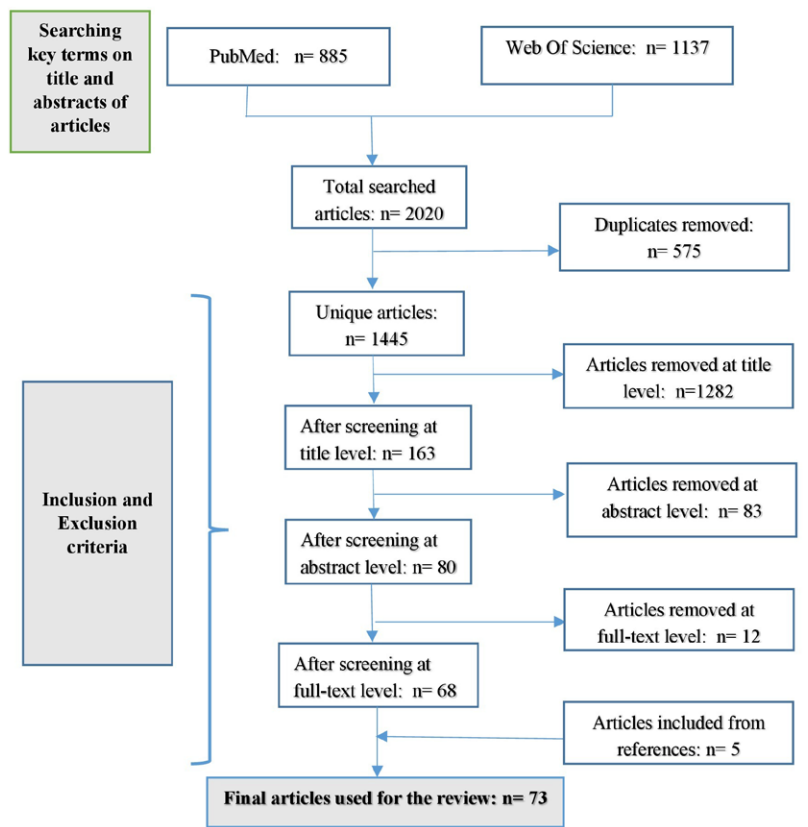 Searching
key terms on
title and
abstracts of
articles
PubMed: n= 885
Web Of Science: n= 1137
Total searched
articles: n= 2020
Duplicates removed:
n= 575
Unique articles:
n= 1445
Articles removed at title
level: n=1282
After screening at
title level: n= 163
Inclusion and
Exclusion
criteria
Articles removed at
abstract level: n= 83
After screening at
abstract level: n= 80
Articles removed at
full-text level: n= 12
After screening at
full-text level: n= 68
Articles included from
references: n= 5
Final articles used for the review: n= 73